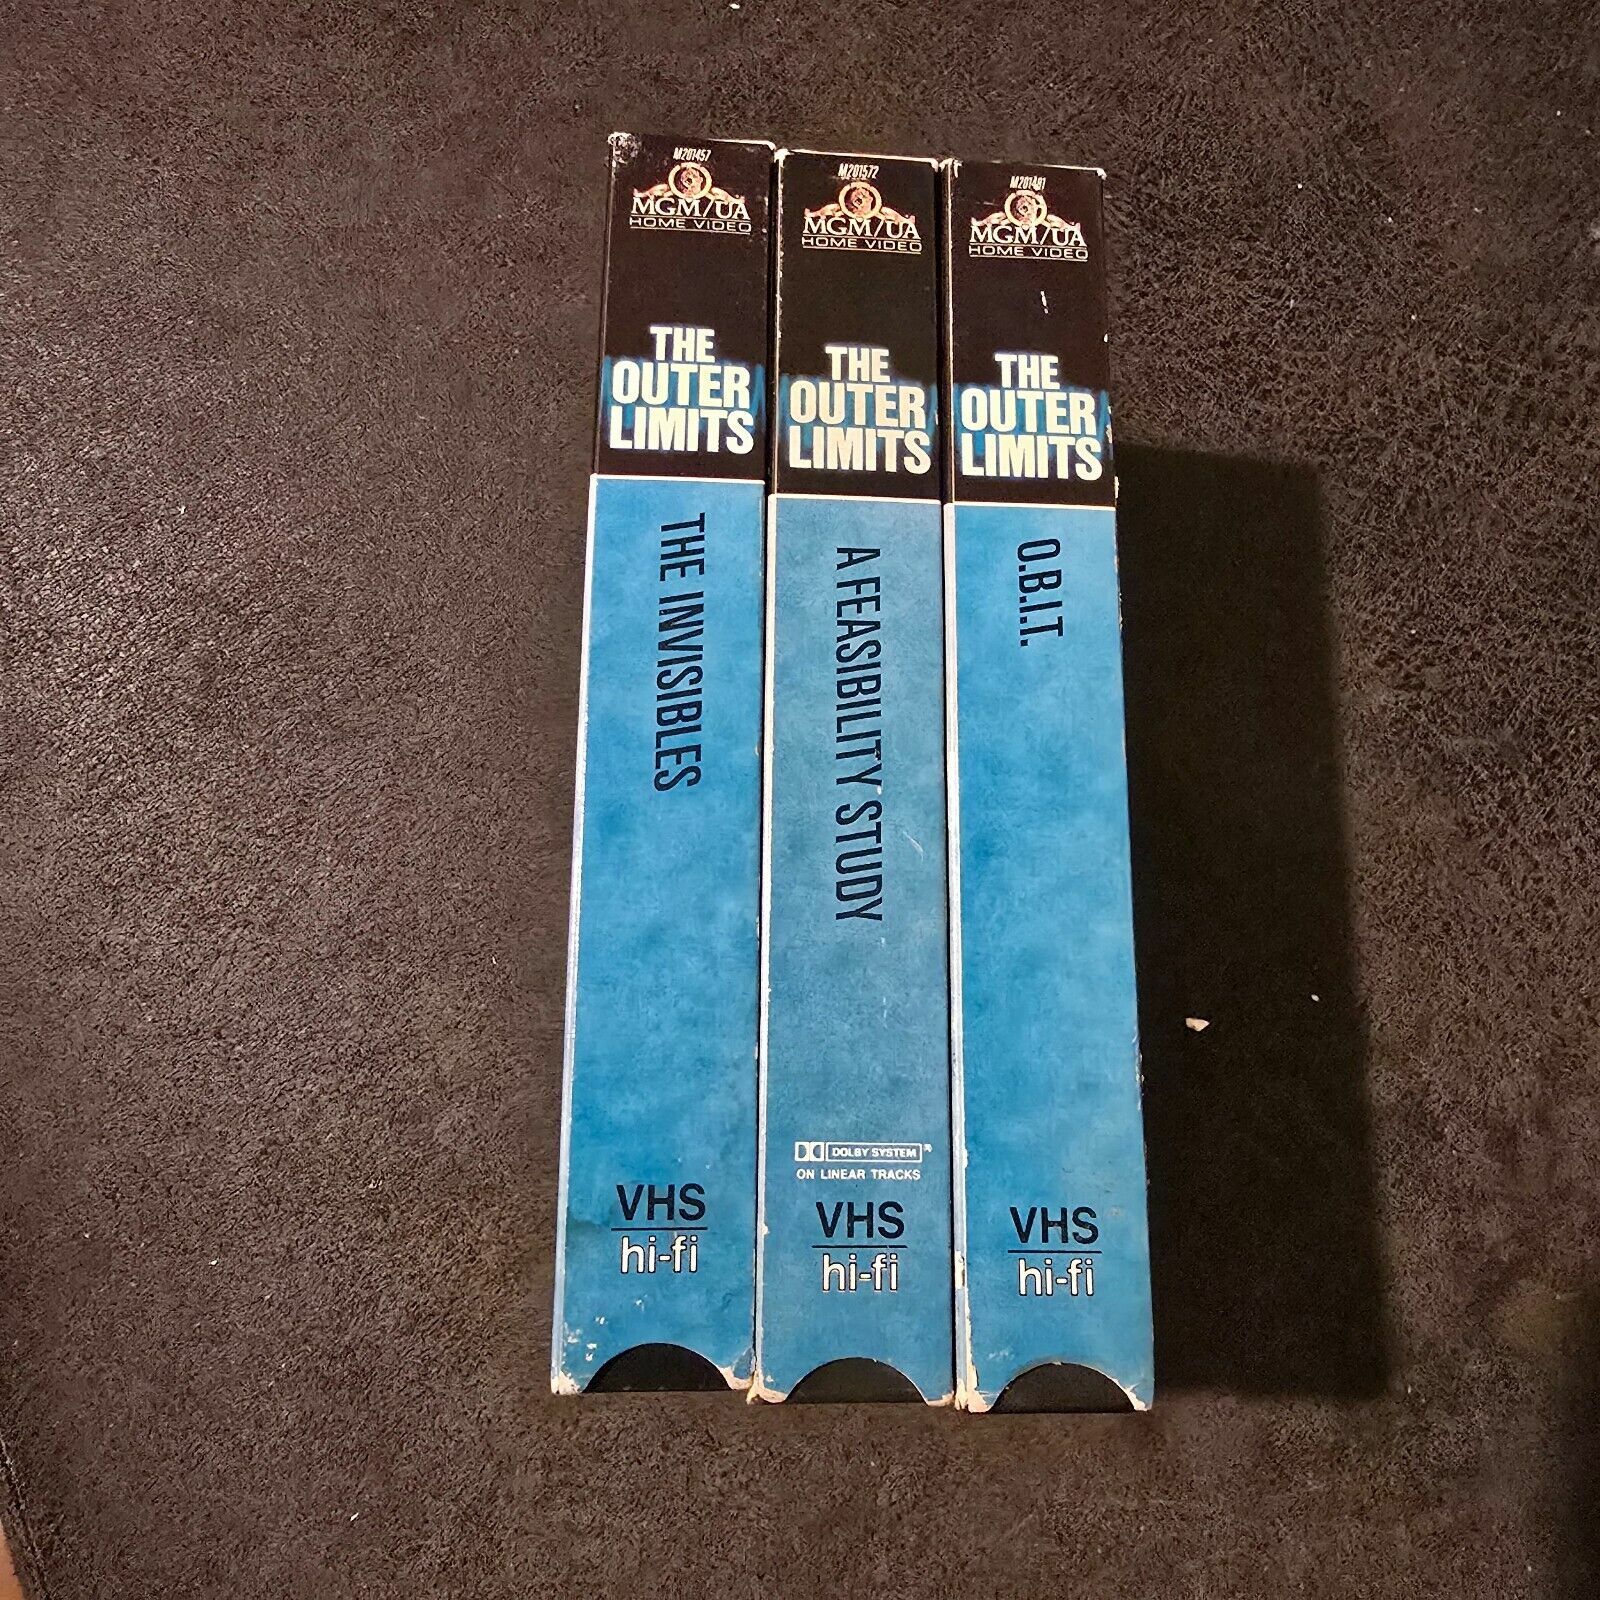 M201457
MGM/UA
HOME VIDEO
THE
OUTER
LIMITS
THE INVISIBLES
VHS
hi-fi
M201572
MGM/UA
HOME VIDEO
THE
OUTER
LIMITS
A FEASIBILITY STUDY
DOLBY SYSTEM
ON LINEAR TRACKS
VHS
hi-fi
M201481
MGM/UA
HOME VIDEO
THE
OUTER
LIMITS
O.B.I.T.
VHS
hi-fi